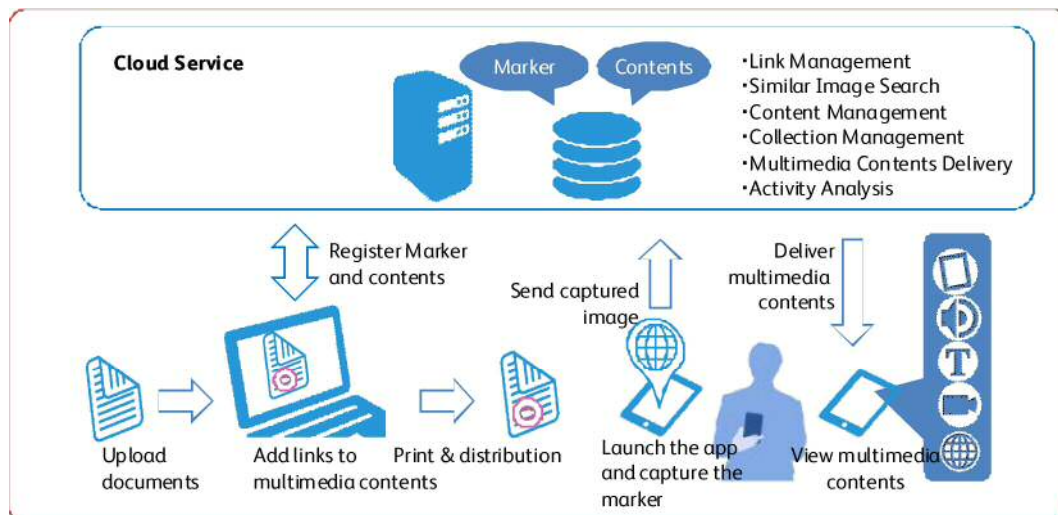 Cloud Service
Marker
Contents
・Link Management
・Similar Image Search
・Content Management
・Collection Management
・Multimedia Contents Delivery
・Activity Analysis
Register Marker
and contents
Send captured
image
Deliver
multimedia
contents
T
Upload
documents
Add links to
multimedia contents
Print & distribution
Launch the app
and capture the
marker
View multimedia
contents